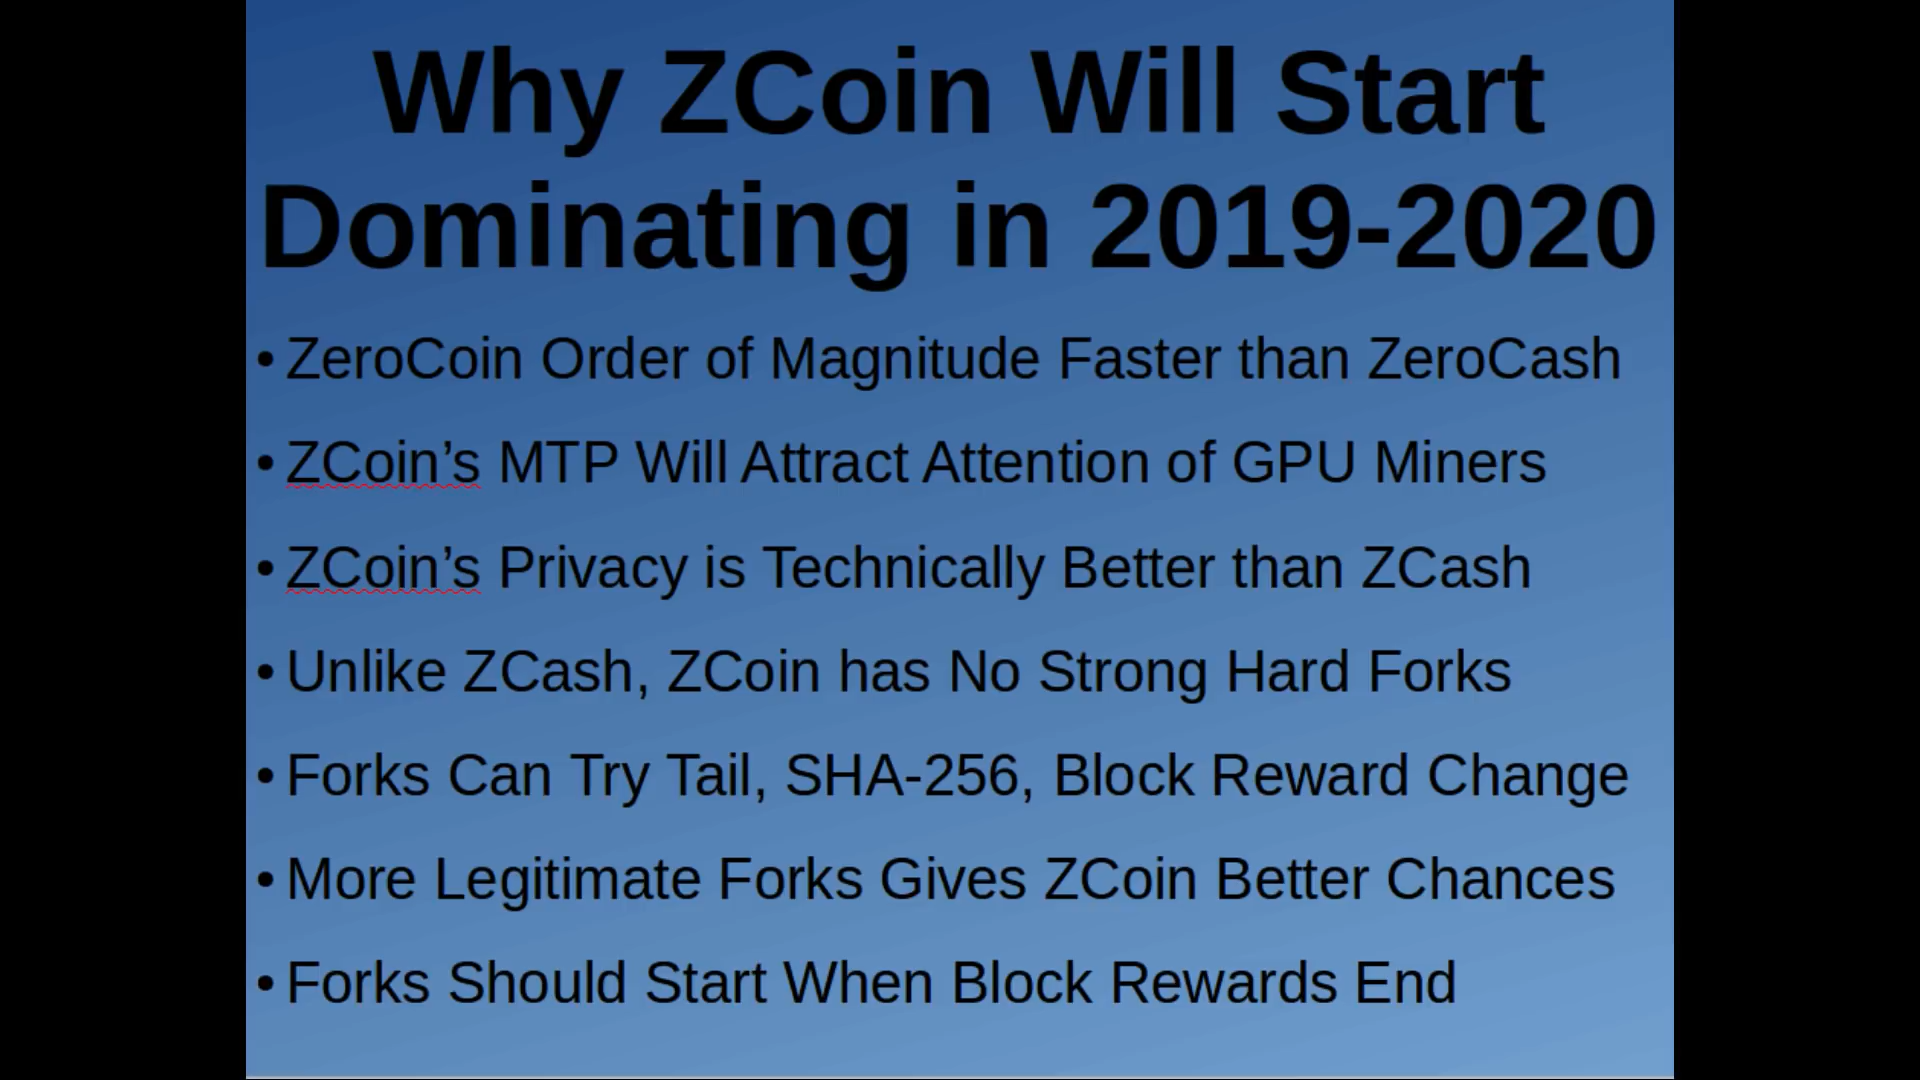 Why ZCoin Will Start
Dominating in 2019-2020
• ZeroCoin Order of Magnitude Faster than ZeroCash
• ZCoin’s MTP Will Attract Attention of GPU Miners
• ZCoin’s Privacy is Technically Better than ZCash
• Unlike ZCash, ZCoin has No Strong Hard Forks
• Forks Can Try Tail, SHA-256, Block Reward Change
• More Legitimate Forks Gives ZCoin Better Chances
• Forks Should Start When Block Rewards End